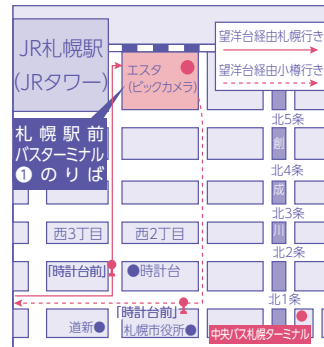 JR札幌駅
(JRタワー)
エスタ
(ビックカメラ)
望洋台経由札幌行き
望洋台経由小樽行き
札幌駅前
バスターミナル
❶のりば
北5条
創
北4条
成
北3条
川
西3丁目
西2丁目
北2条
「時計台前」
時計台
北1条
「時計台前」
道新
札幌市役所
中央バス札幌ターミナル